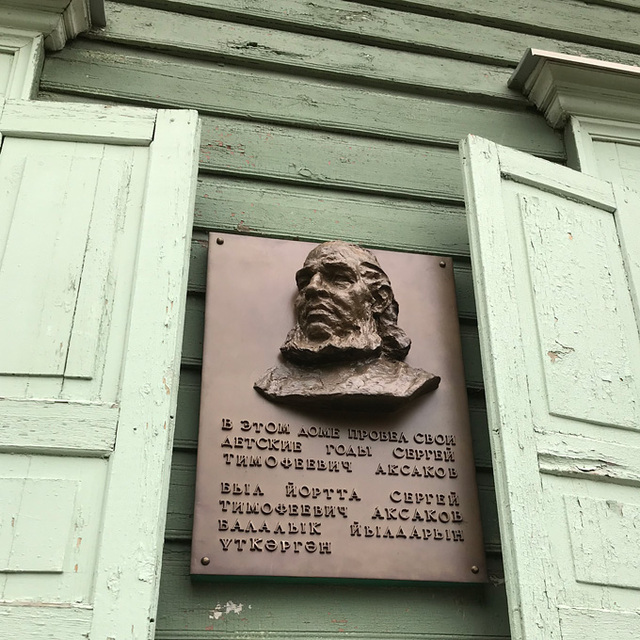 В ЭТОМ ДОМЕ ПРОВЕЛ СВОИ
ДЕТСКИЕ ГОДЫ СЕРГЕЙ
ТИМОФЕЕВИЧ АКСАКОВ
БЫЛ ЙОРТТА СЕРГЕЙ
ТИМОФЕЕВИЧ АКСАКОВ
БАЛАЛЫК ЙЫЛДАРЫН
ҮТКӘРГӘН